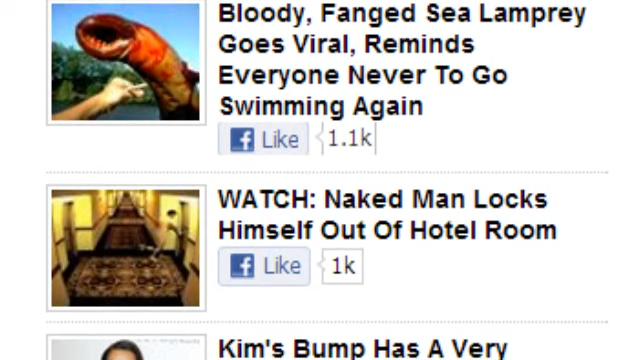 Bloody, Fanged Sea Lamprey
Goes Viral, Reminds
Everyone Never To Go
Swimming Again
Like 1.1k
WATCH: Naked Man Locks
Himself Out Of Hotel Room
Like 1k
Kim's Bump Has A Very